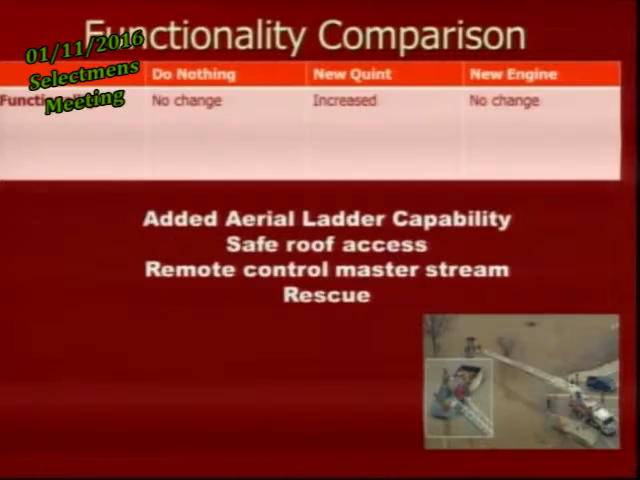 Functionality Comparison
01/11/2016
Selectmens
Meeting
Do Nothing New Quint New Engine
No change Increased No change
Added Aerial Ladder Capability
Safe roof access
Remote control master stream
Rescue